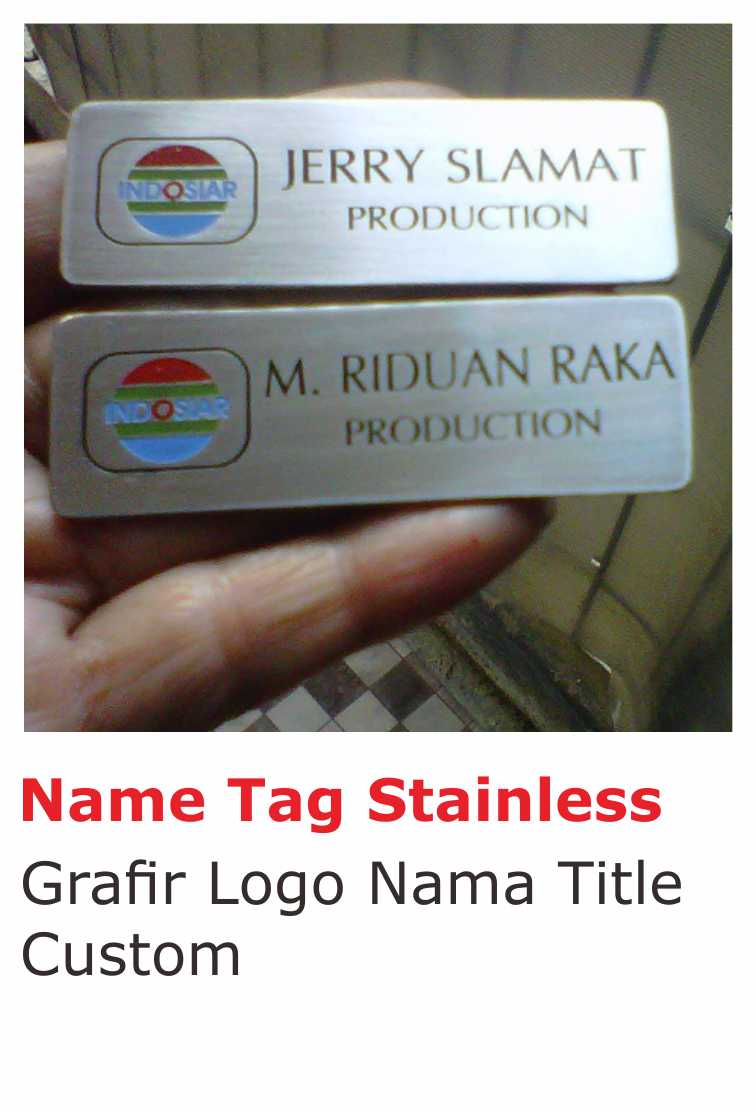 INDOSIAR
JERRY SLAMAT
PRODUCTION
INDOSIAR
M. RIDUAN RAKA
PRODUCTION
Name Tag Stainless
Grafir Logo Nama Title
Custom